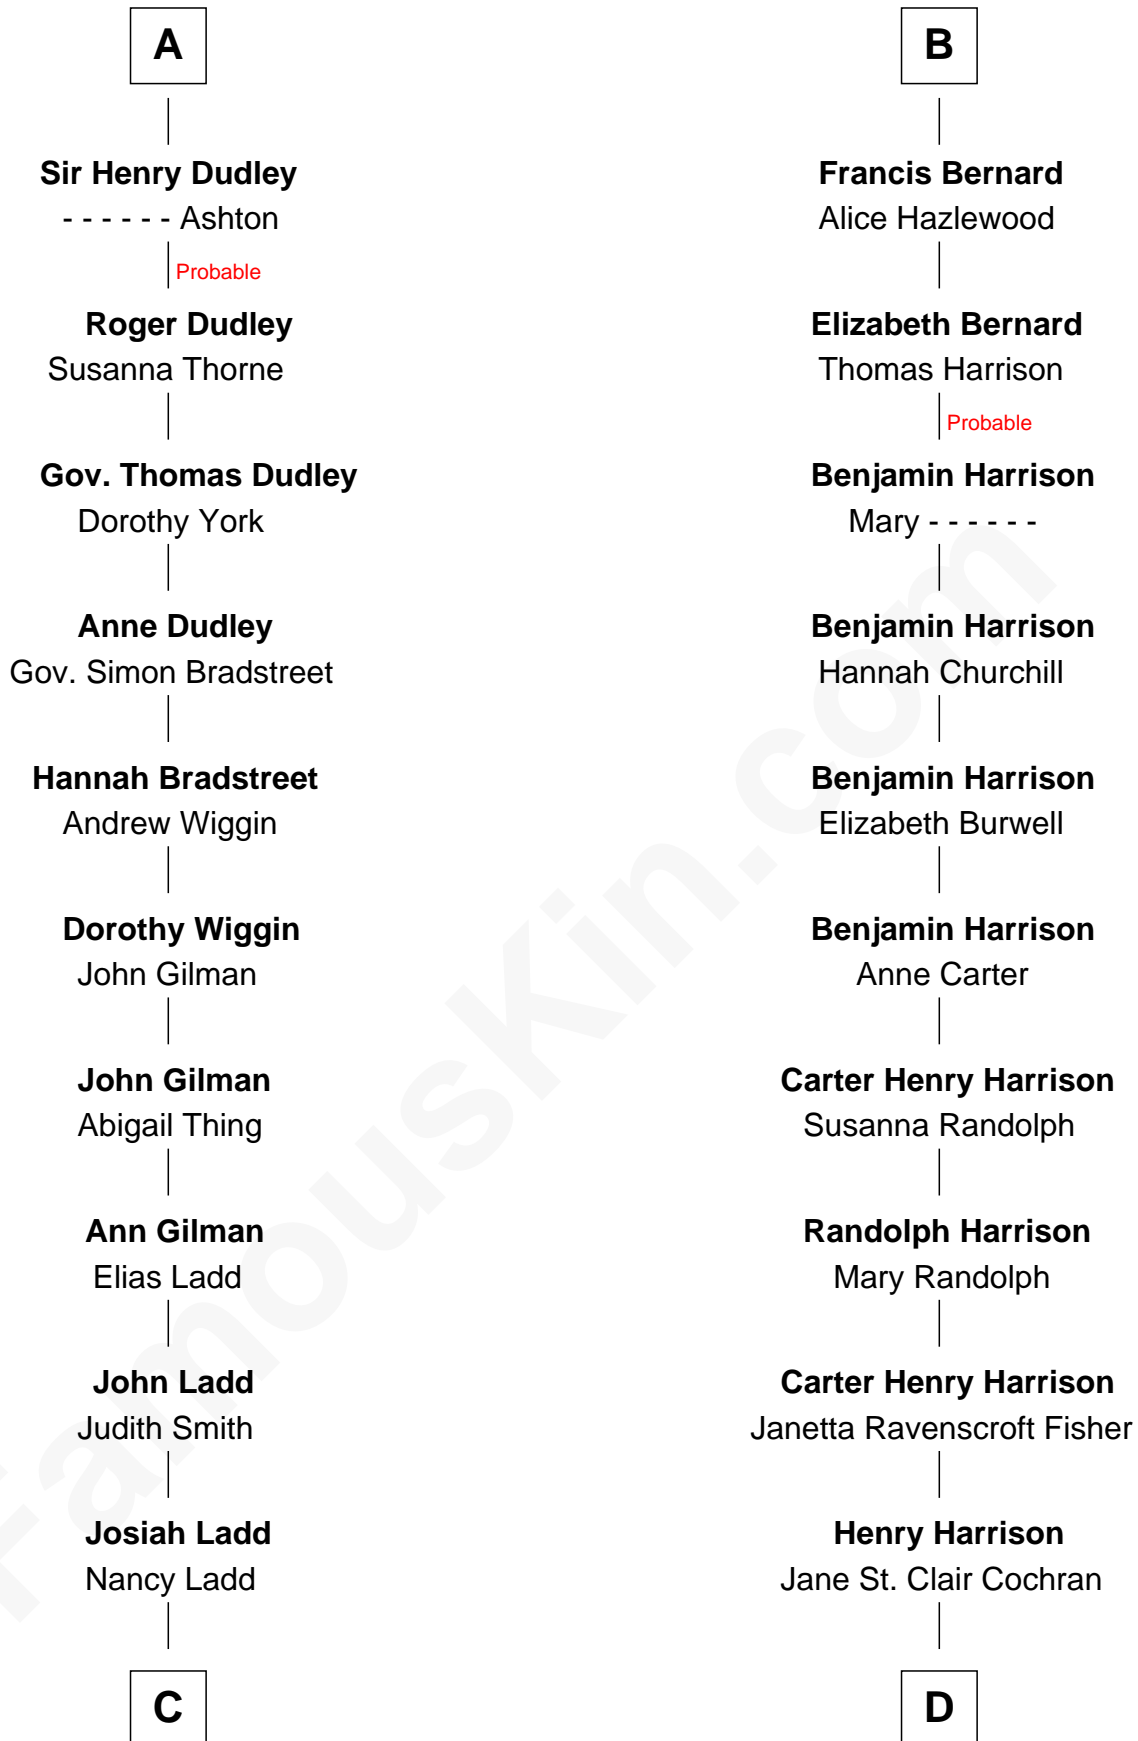 A
Sir Henry Dudley
- - - - - - Ashton
Probable
Roger Dudley
Susanna Thorne
Gov. Thomas Dudley
Dorothy York
Anne Dudley
Gov. Simon Bradstreet
Hannah Bradstreet
Andrew Wiggin
Dorothy Wiggin
John Gilman
John Gilman
Abigail Thing
Ann Gilman
Elias Ladd
John Ladd
Judith Smith
Josiah Ladd
Nancy Ladd
C
B
Francis Bernard
Alice Hazlewood
Elizabeth Bernard
Thomas Harrison
Probable
Benjamin Harrison
Mary - - - - - -
Benjamin Harrison
Hannah Churchill
Benjamin Harrison
Elizabeth Burwell
Benjamin Harrison
Anne Carter
Carter Henry Harrison
Susanna Randolph
Randolph Harrison
Mary Randolph
Carter Henry Harrison
Janetta Ravenscroft Fisher
Henry Harrison
Jane St. Clair Cochran
D
FamousKin.com